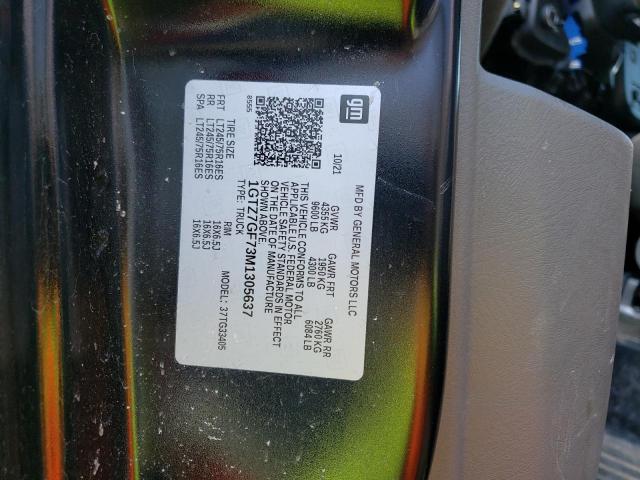 gm
MFD BY GENERAL MOTORS LLC
10/21 GVWR GAWR FRT GAWR RR
4355 KG 1950 KG 2760 KG
9600 LB 4300 LB 6084 LB
THIS VEHICLE CONFORMS TO ALL
APPLICABLE U.S. FEDERAL MOTOR
VEHICLE SAFETY STANDARDS IN EFFECT
ON THE DATE OF MANUFACTURE
SHOWN ABOVE.
1GTZ7GF73M1305637
8555 TYPE: TRUCK MODEL: 37TG33405
TIRE SIZE RIM
FRT LT245/75R16ES 16X6.5J
RR LT245/75R16ES 16X6.5J
SPA LT245/75R16ES 16X6.5J